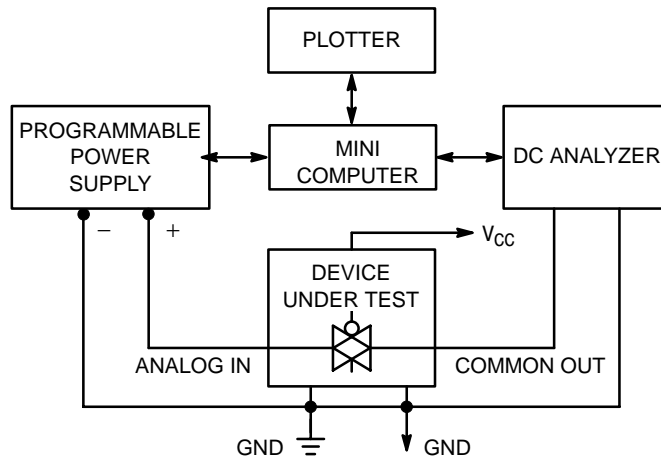 PLOTTER
PROGRAMMABLE
POWER
SUPPLY
MINI
COMPUTER
DC ANALYZER
− +
VCC
DEVICE
UNDER TEST
ANALOG IN
COMMON OUT
GND
GND